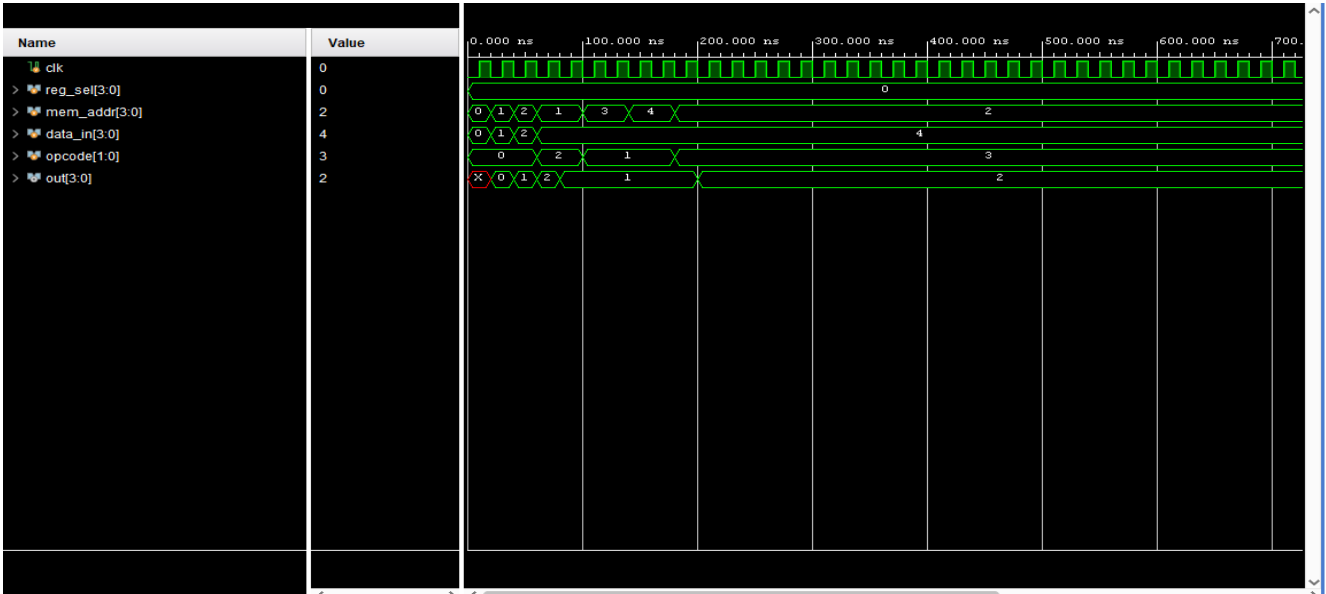 Name Value 0.000 ns 100.000 ns 200.000 ns 300.000 ns 400.000 ns 500.000 ns 600.000 ns 700.
clk 0
reg_sel[3:0] 0 0
mem_addr[3:0] 2 0 1 2 1 3 4 2
data_in[3:0] 4 0 1 2 4
opcode[1:0] 3 0 2 1 3
out[3:0] 2 X 0 1 2 1 2